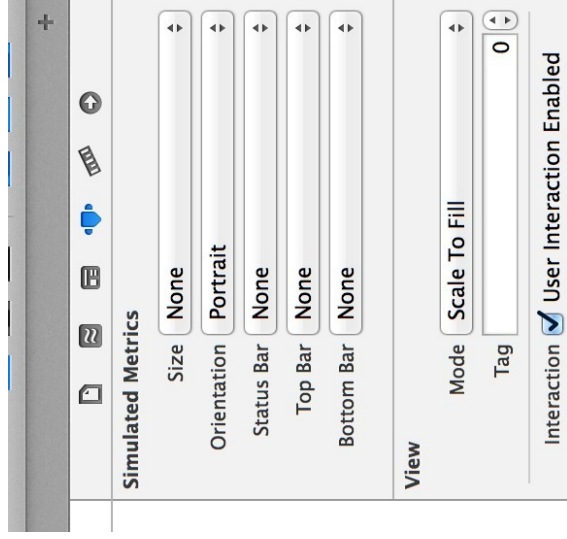 Simulated Metrics
Size None
Orientation Portrait
Status Bar None
Top Bar None
Bottom Bar None
View
Mode Scale To Fill
Tag 0
Interaction User Interaction Enabled